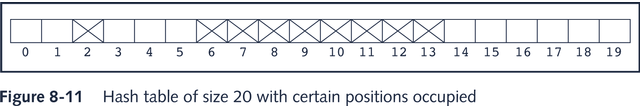 0 1 2 3 4 5 6 7 8 9 10 11 12 13 14 15 16 17 18 19
Figure 8-11 Hash table of size 20 with certain positions occupied